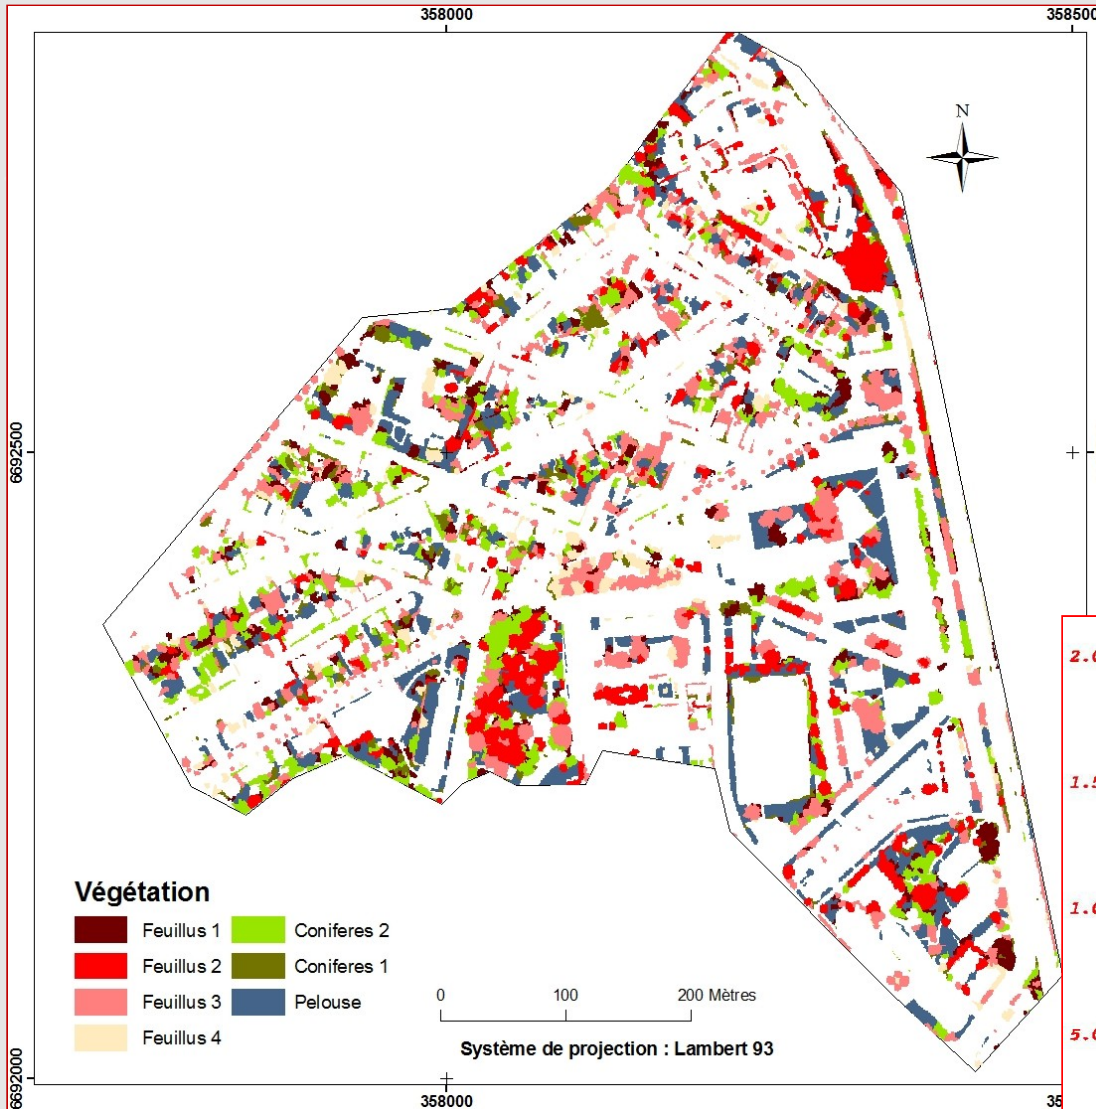 358000
358500
N
6692500
Végétation
Feuillus 1
Coniferes 2
Feuillus 2
Coniferes 1
Feuillus 3
Pelouse
Feuillus 4
0 100 200 Mètres
Système de projection : Lambert 93
6692000
358000